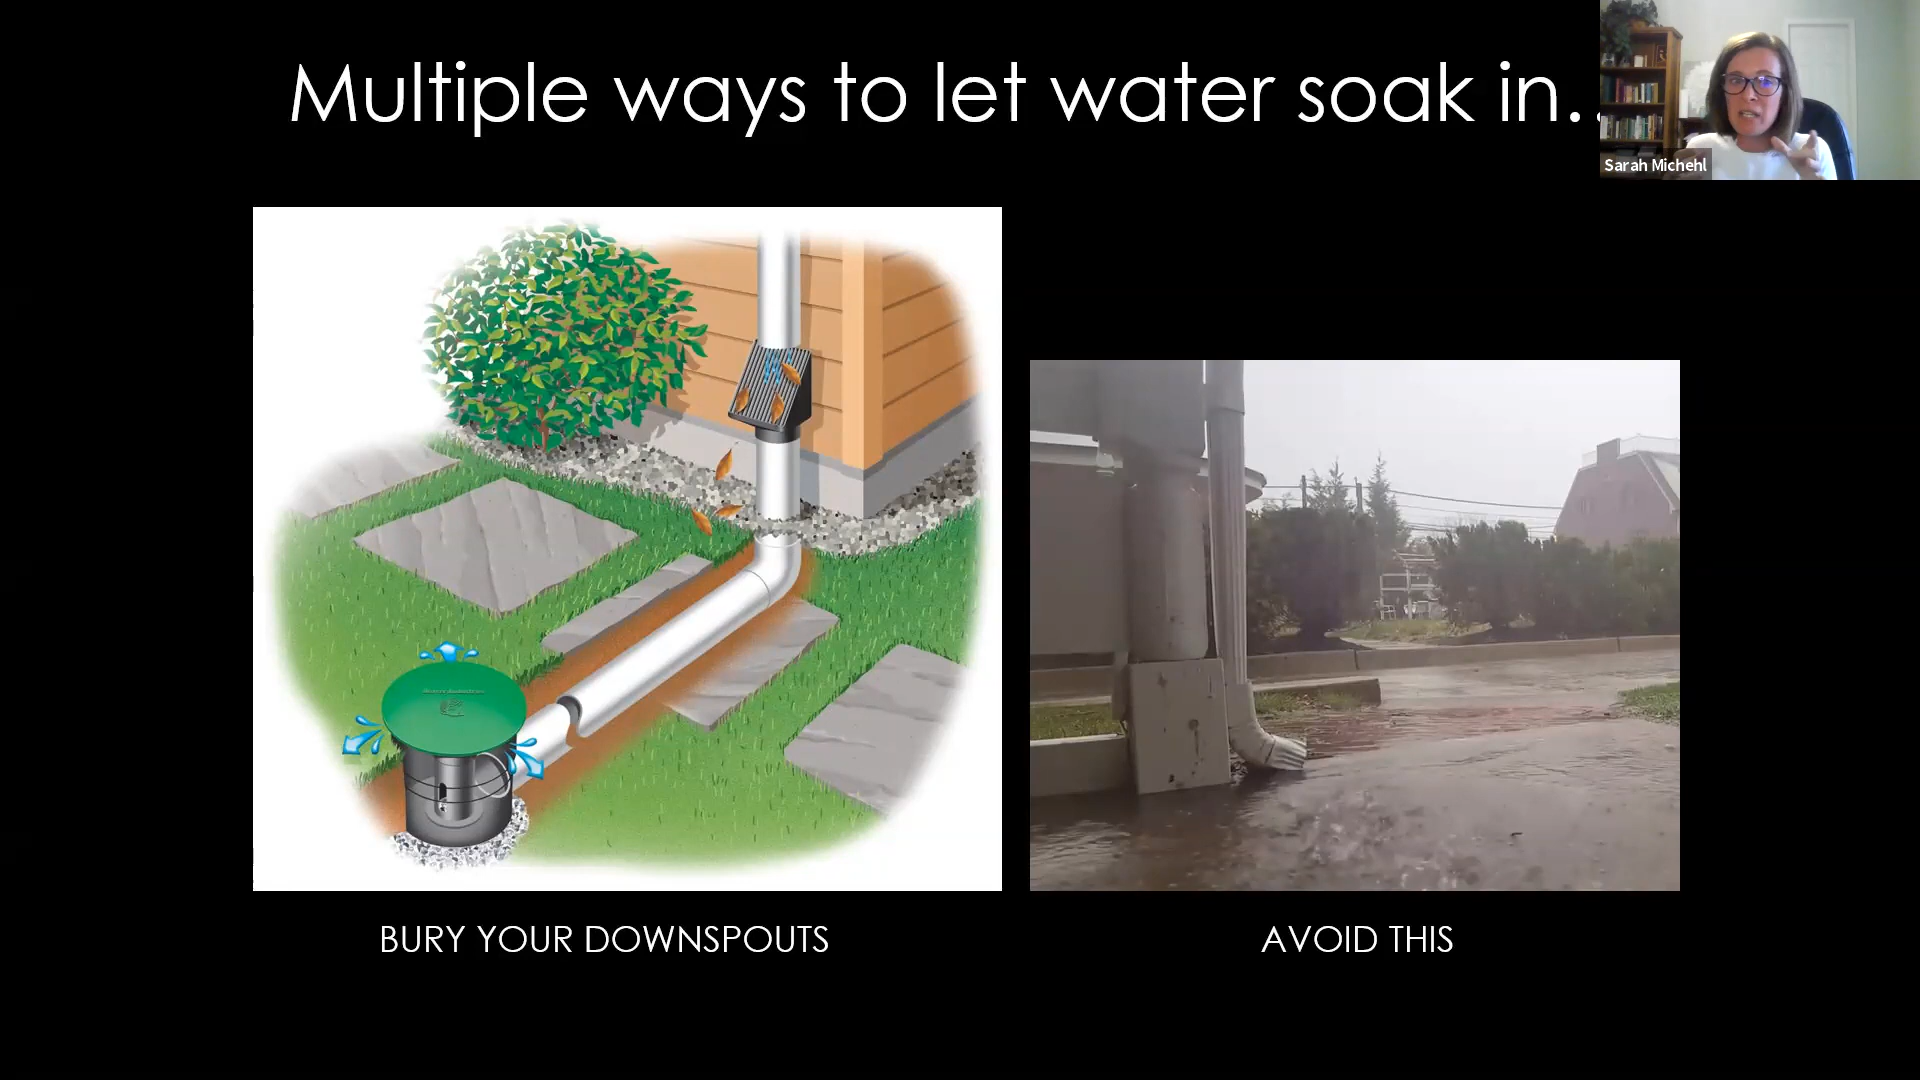 Multiple ways to let water soak in..
Sarah Michehl
BURY YOUR DOWNSPOUTS
AVOID THIS